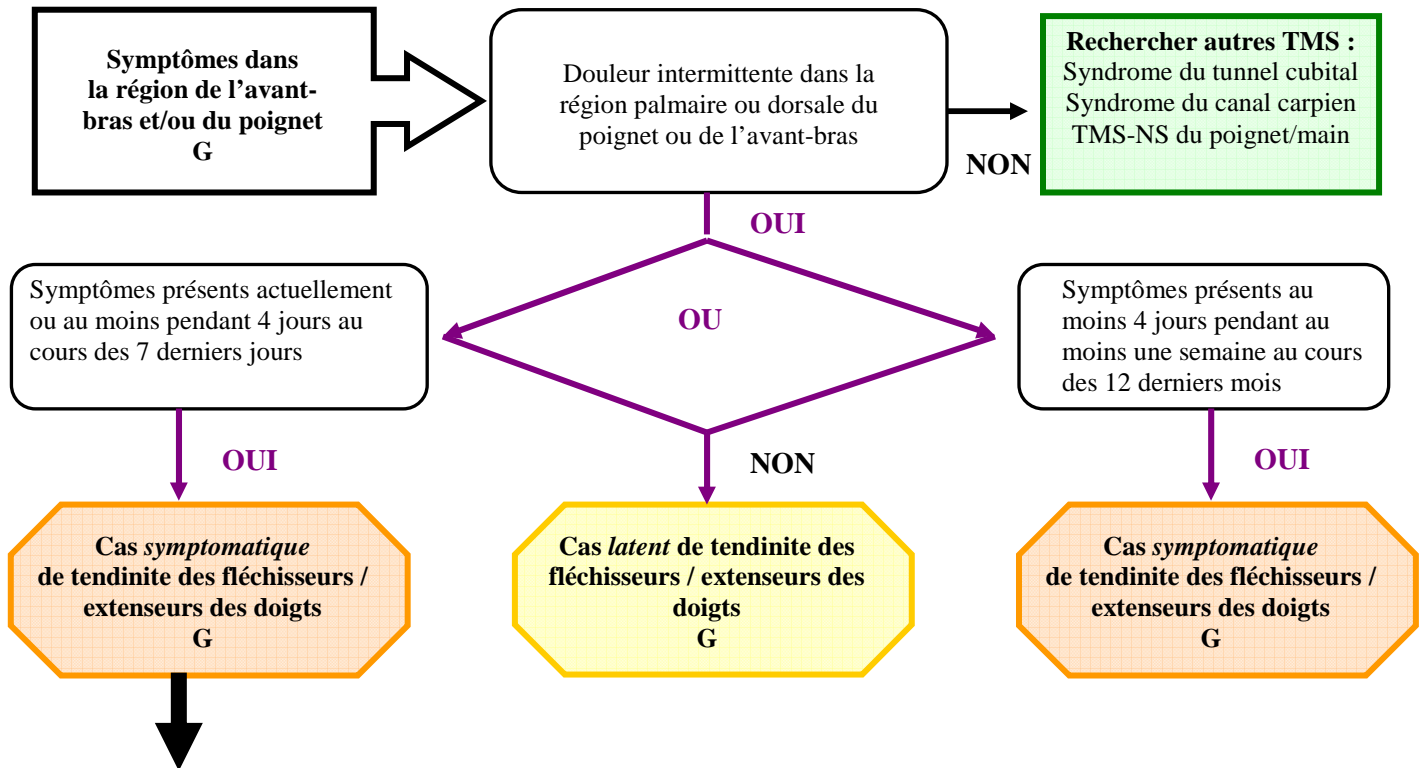 Symptômes dans
la région de l’avant-
bras et/ou du poignet
G
Douleur intermittente dans la
région palmaire ou dorsale du
poignet ou de l’avant-bras
Rechercher autres TMS :
Syndrome du tunnel cubital
Syndrome du canal carpien
TMS-NS du poignet/main
NON
OUI
Symptômes présents actuellement
ou au moins pendant 4 jours au
cours des 7 derniers jours
OU
Symptômes présents au
moins 4 jours pendant au
moins une semaine au cours
des 12 derniers mois
OUI
NON
OUI
Cas symptomatique
de tendinite des fléchisseurs /
extenseurs des doigts
G
Cas latent de tendinite des
fléchisseurs / extenseurs des
doigts
G
Cas symptomatique
de tendinite des fléchisseurs /
extenseurs des doigts
G